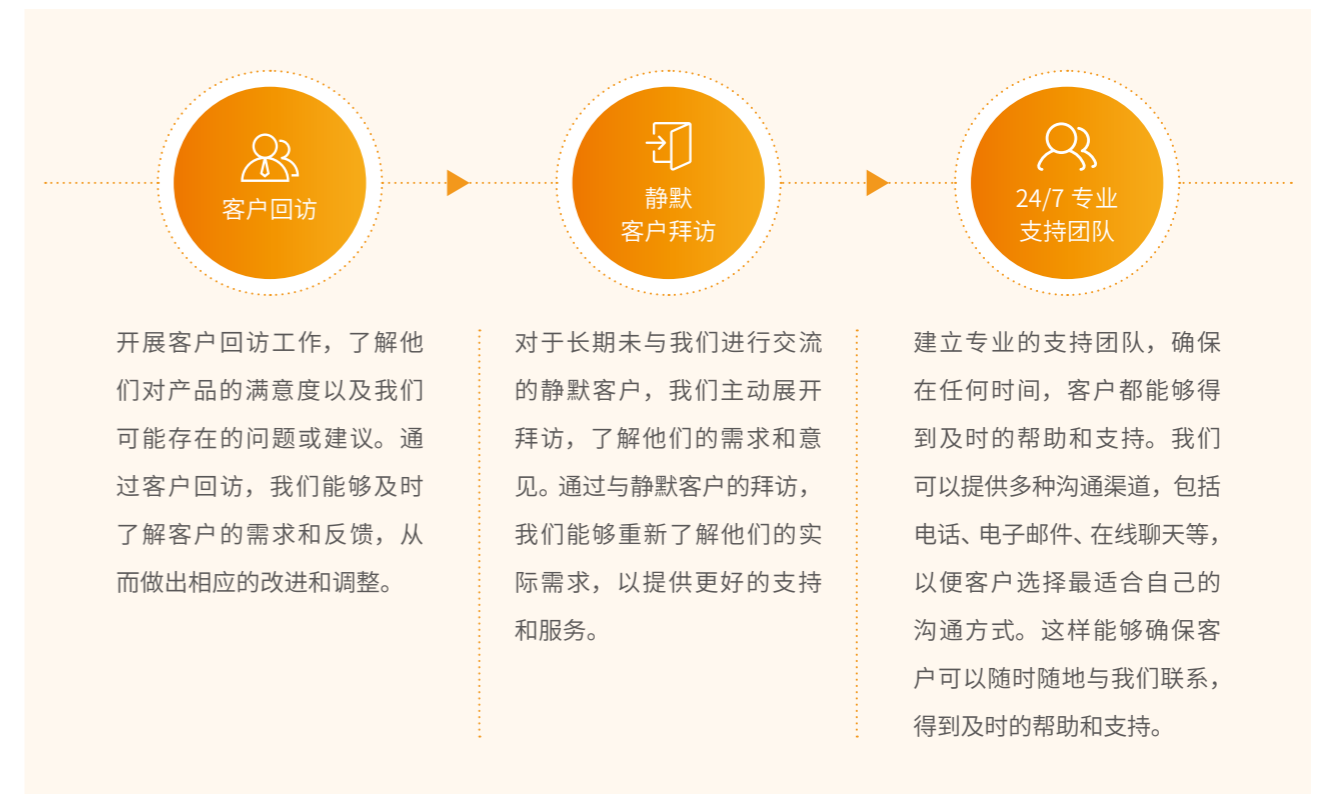 客户回访
静默
客户拜访
24/7 专业
支持团队
开展客户回访工作，了解他
们对产品的满意度以及我们
可能存在的问题或建议。通
过客户回访，我们能够及时
了解客户的需求和反馈，从
而做出相应的改进和调整。
对于长期未与我们进行交流
的静默客户，我们主动展开
拜访，了解他们的需求和意
见。通过与静默客户的拜访，
我们能够重新了解他们的实
际需求，以提供更好的支持
和服务。
建立专业的支持团队，确保
在任何时间，客户都能够得
到及时的帮助和支持。我们
可以提供多种沟通渠道，包括
电话、电子邮件、在线聊天等，
以便客户选择最适合自己的
沟通方式。这样能够确保客
户可以随时随地与我们联系，
得到及时的帮助和支持。